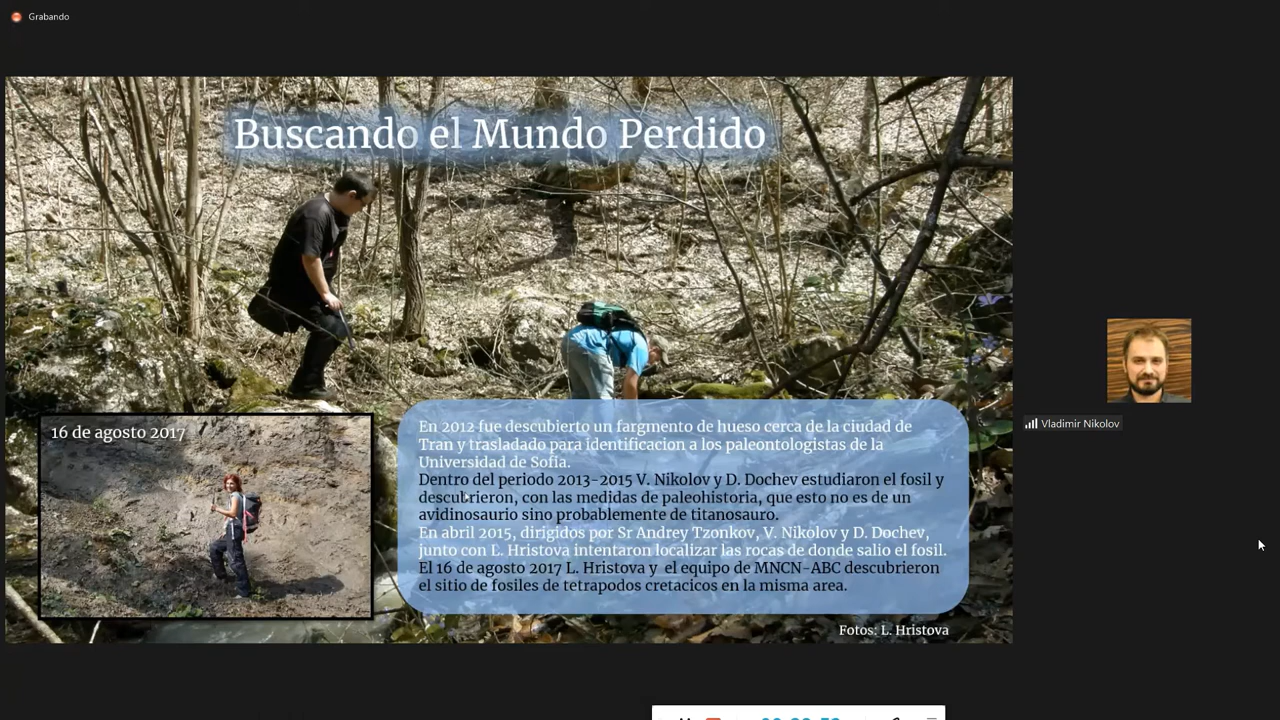 Grabando
Buscando el Mundo Perdido
16 de agosto 2017
En 2012 fue descubierto un fargmento de hueso cerca de la ciudad de
Tran y trasladado para identificacion a los paleontologistas de la
Universidad de Sofia.
Dentro del periodo 2013-2015 V. Nikolov y D. Dochev estudiaron el fosil y
descubrieron, con las medidas de paleohistoria, que esto no es de un
avidinosaurio sino probablemente de titanosauro.
En abril 2015, dirigidos por Sr Andrey Tzonkov, V. Nikolov y D. Dochev,
junto con L. Hristova intentaron localizar las rocas de donde salio el fosil.
El 16 de agosto 2017 L. Hristova y el equipo de MNCN-ABC descubrieron
el sitio de fosiles de tetrapodos cretacicos en la misma area.
Fotos: L. Hristova
Vladimir Nikolov